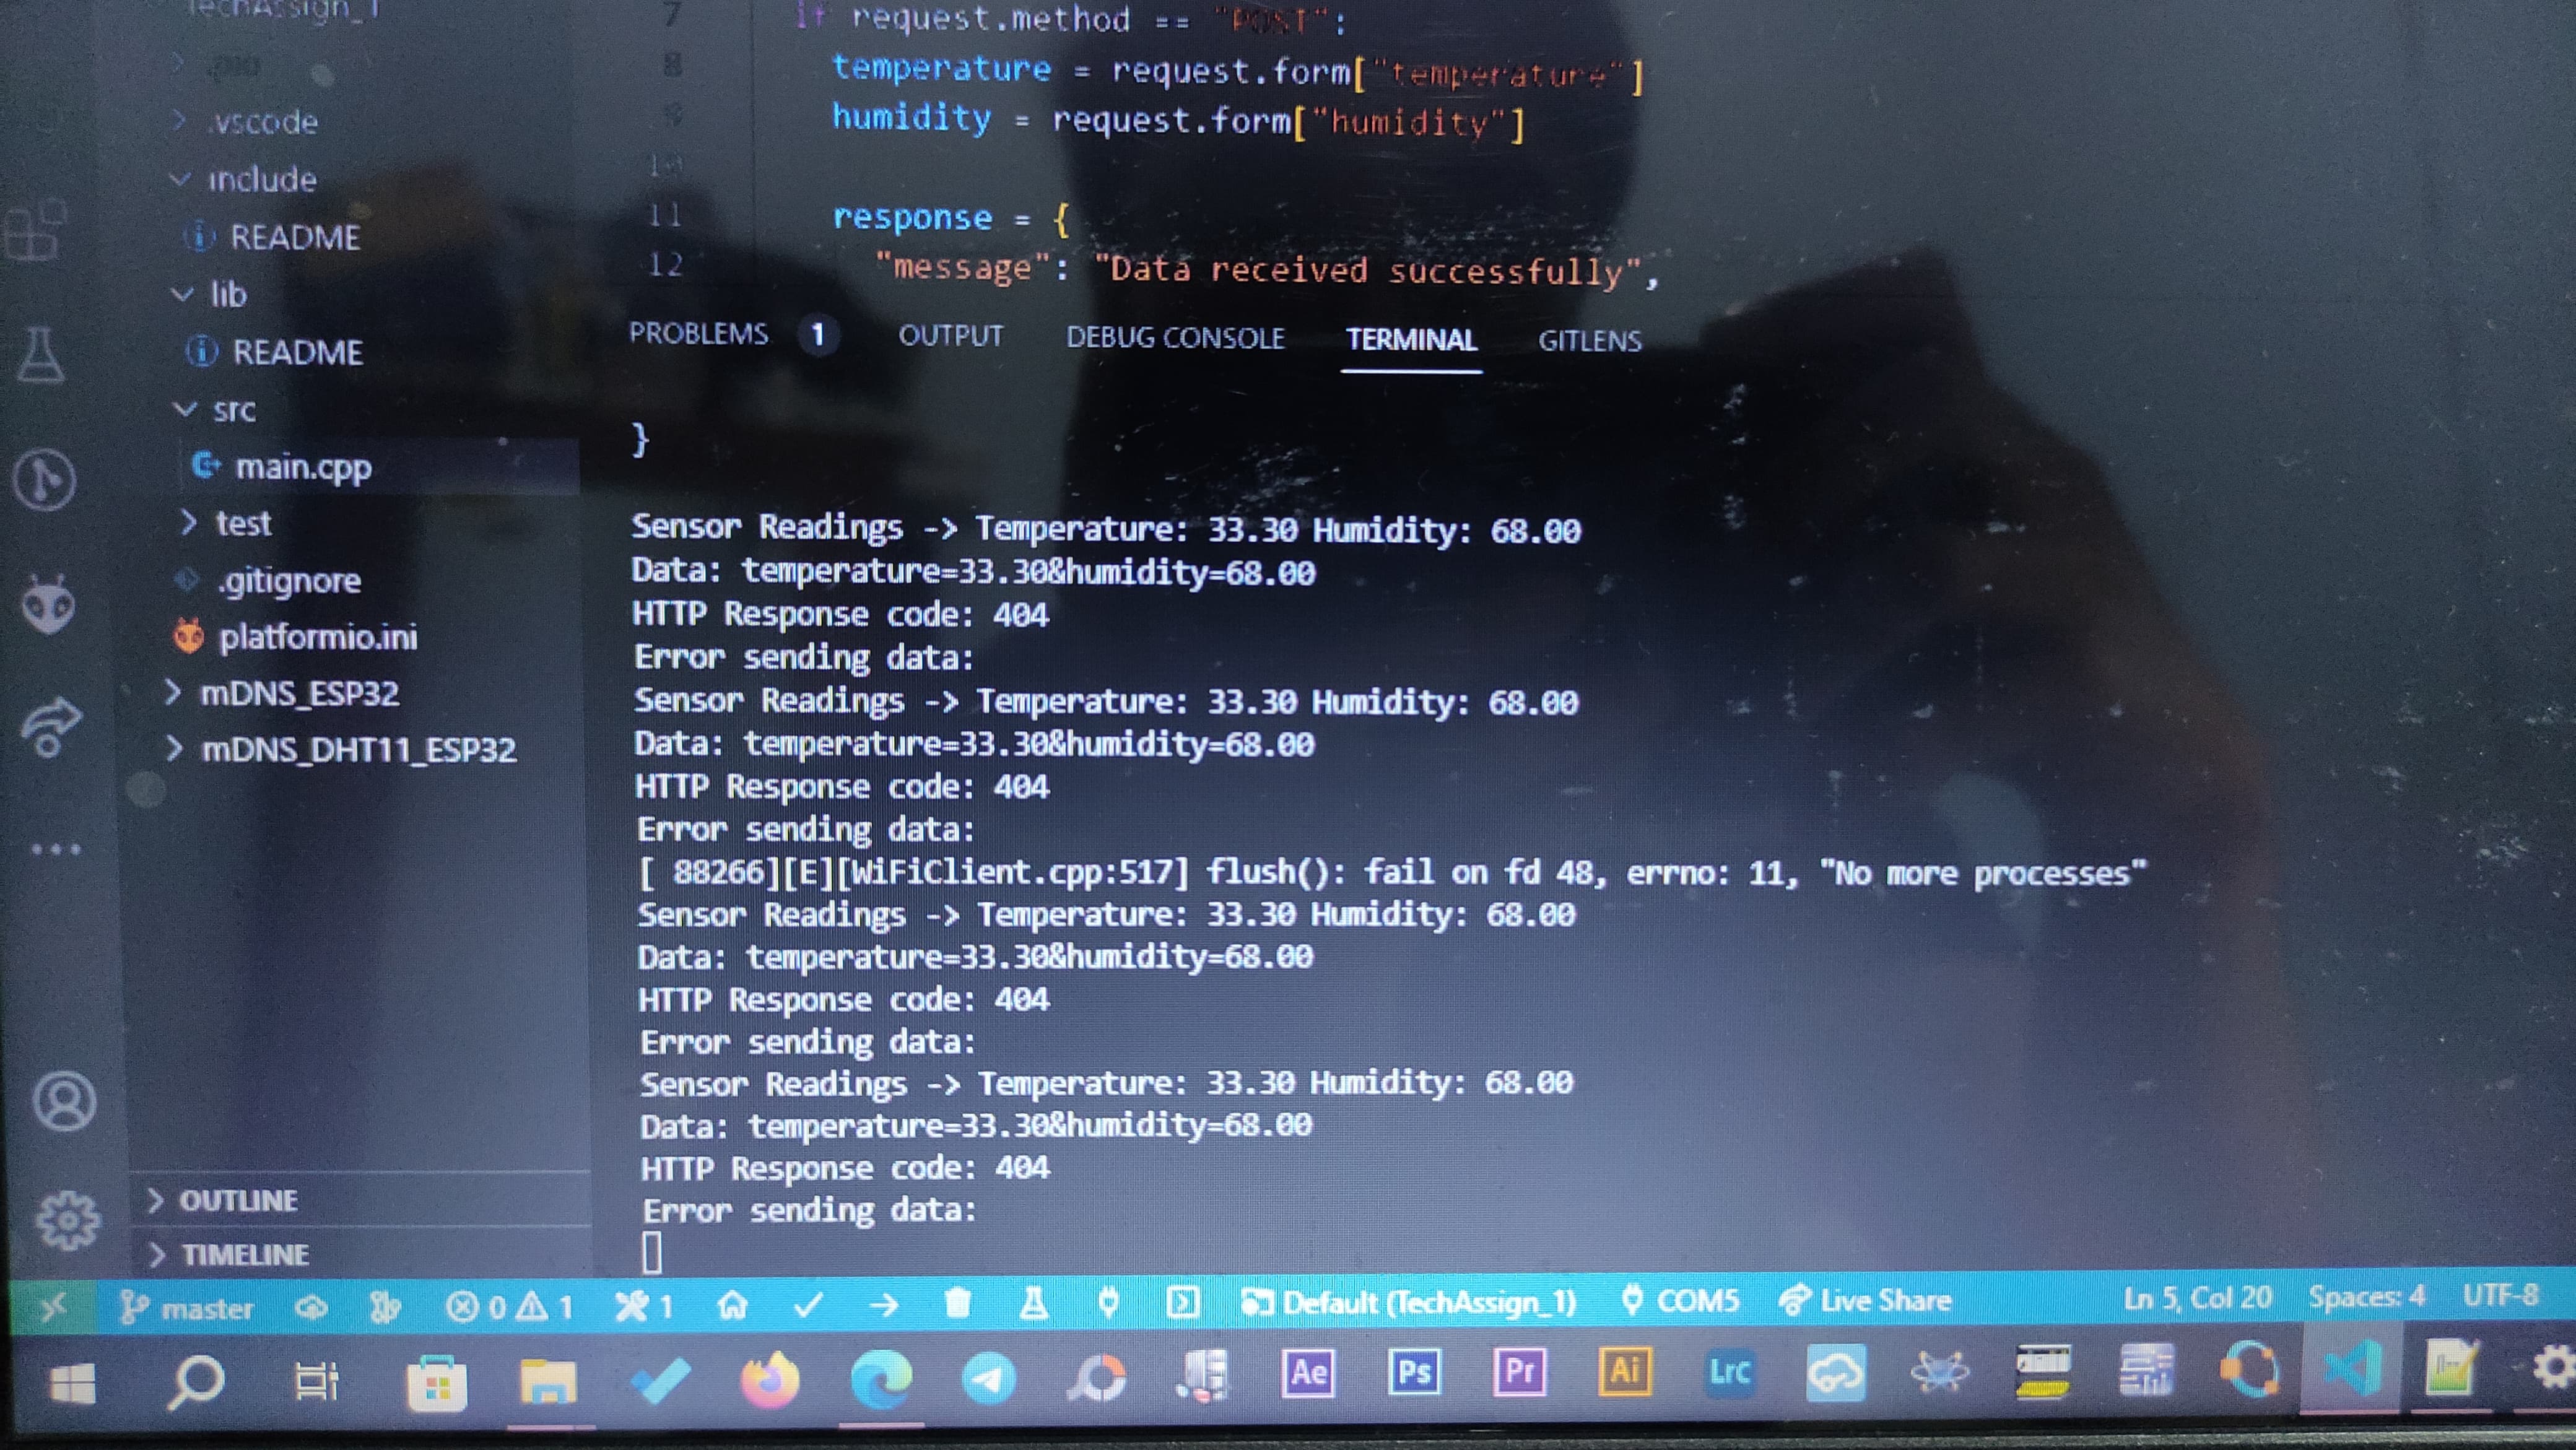 TechAssign_1
.pio
.vscode
include
README
lib
README
src
main.cpp
test
.gitignore
platformio.ini
mDNS_ESP32
mDNS_DHT11_ESP32
OUTLINE
TIMELINE
7 if request.method == "POST":
8 temperature = request.form["temperature"]
9 humidity = request.form["humidity"]
10
11 response = {
12 "message": "Data received successfully",
PROBLEMS 1 OUTPUT DEBUG CONSOLE TERMINAL GITLENS
}
Sensor Readings -> Temperature: 33.30 Humidity: 68.00
Data: temperature=33.30&humidity=68.00
HTTP Response code: 404
Error sending data:
Sensor Readings -> Temperature: 33.30 Humidity: 68.00
Data: temperature=33.30&humidity=68.00
HTTP Response code: 404
Error sending data:
[ 88266][E][WiFiClient.cpp:517] flush(): fail on fd 48, errno: 11, "No more processes"
Sensor Readings -> Temperature: 33.30 Humidity: 68.00
Data: temperature=33.30&humidity=68.00
HTTP Response code: 404
Error sending data:
Sensor Readings -> Temperature: 33.30 Humidity: 68.00
Data: temperature=33.30&humidity=68.00
HTTP Response code: 404
Error sending data:
master 0 1 1 Default (TechAssign_1) COM5 Live Share Ln 5, Col 20 Spaces: 4 UTF-8
Ae Ps Pr Ai Lrc